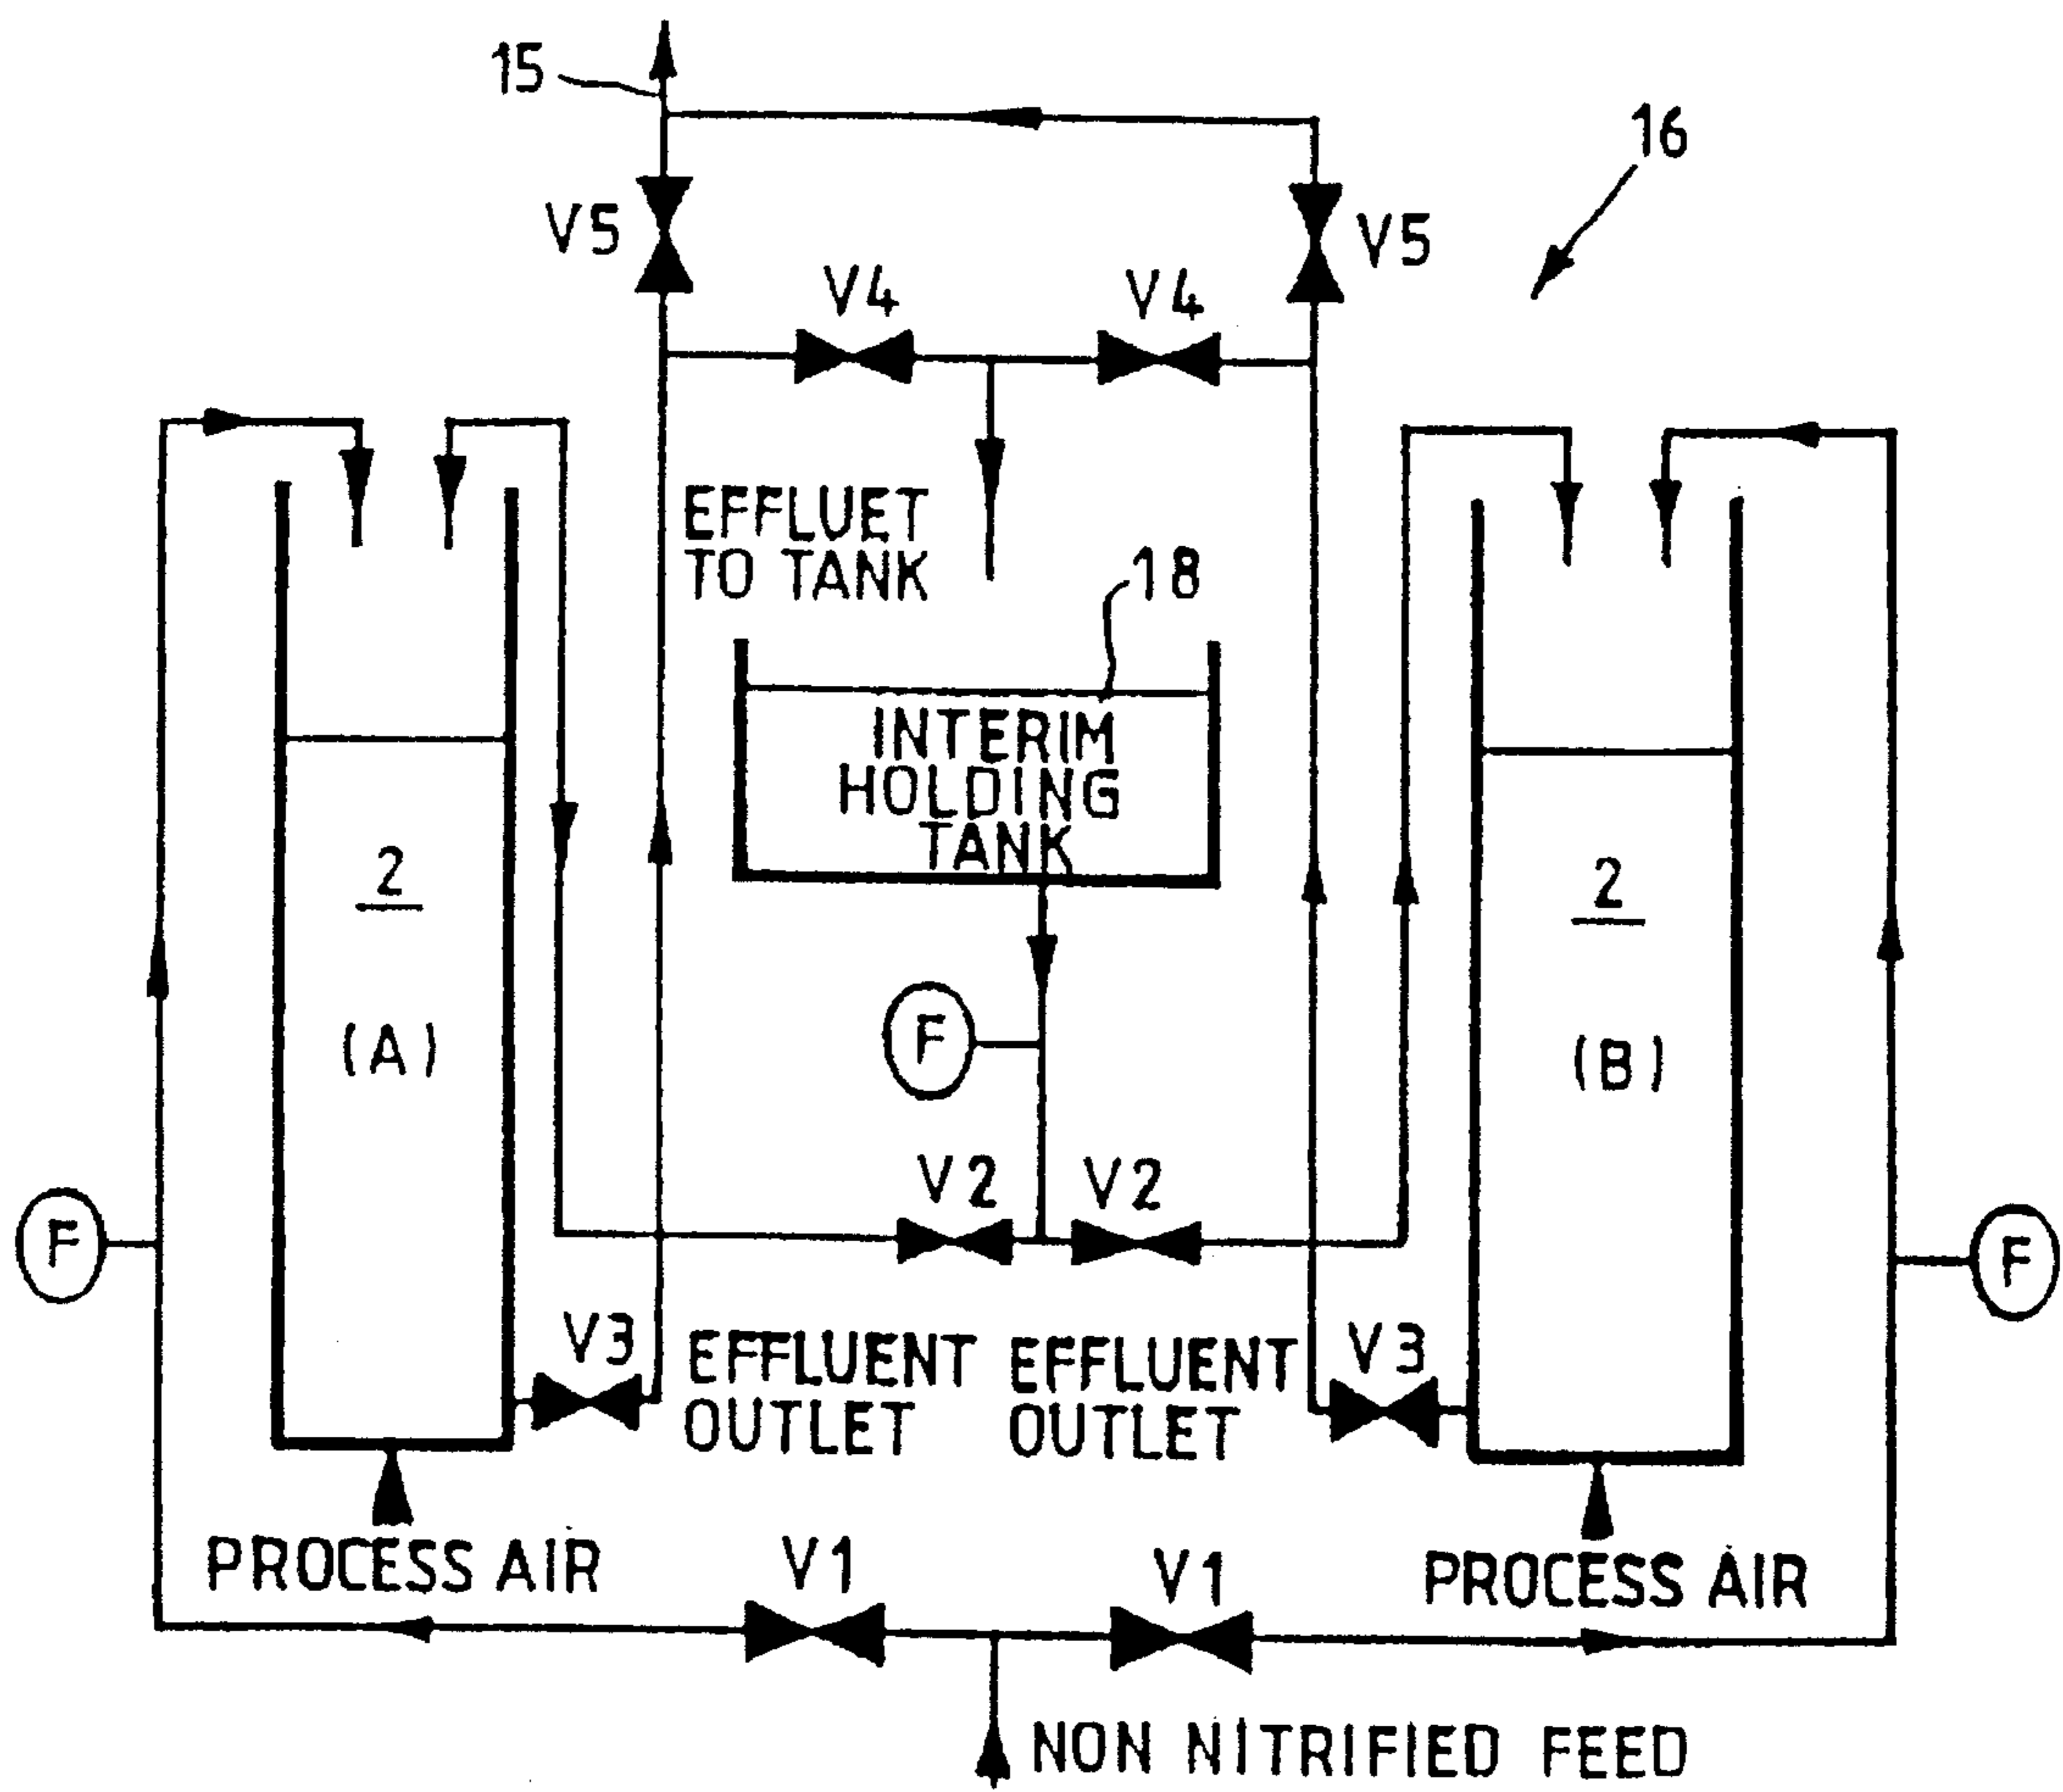 15
16
V5
V5
V4
V4
EFFLUET
TO TANK
18
INTERIM
HOLDING
TANK
2
2
(A)
(B)
F
F
F
V2
V2
V3
V3
EFFLUENT
OUTLET
EFFLUENT
OUTLET
PROCESS AIR
PROCESS AIR
V1
V1
NON NITRIFIED FEED